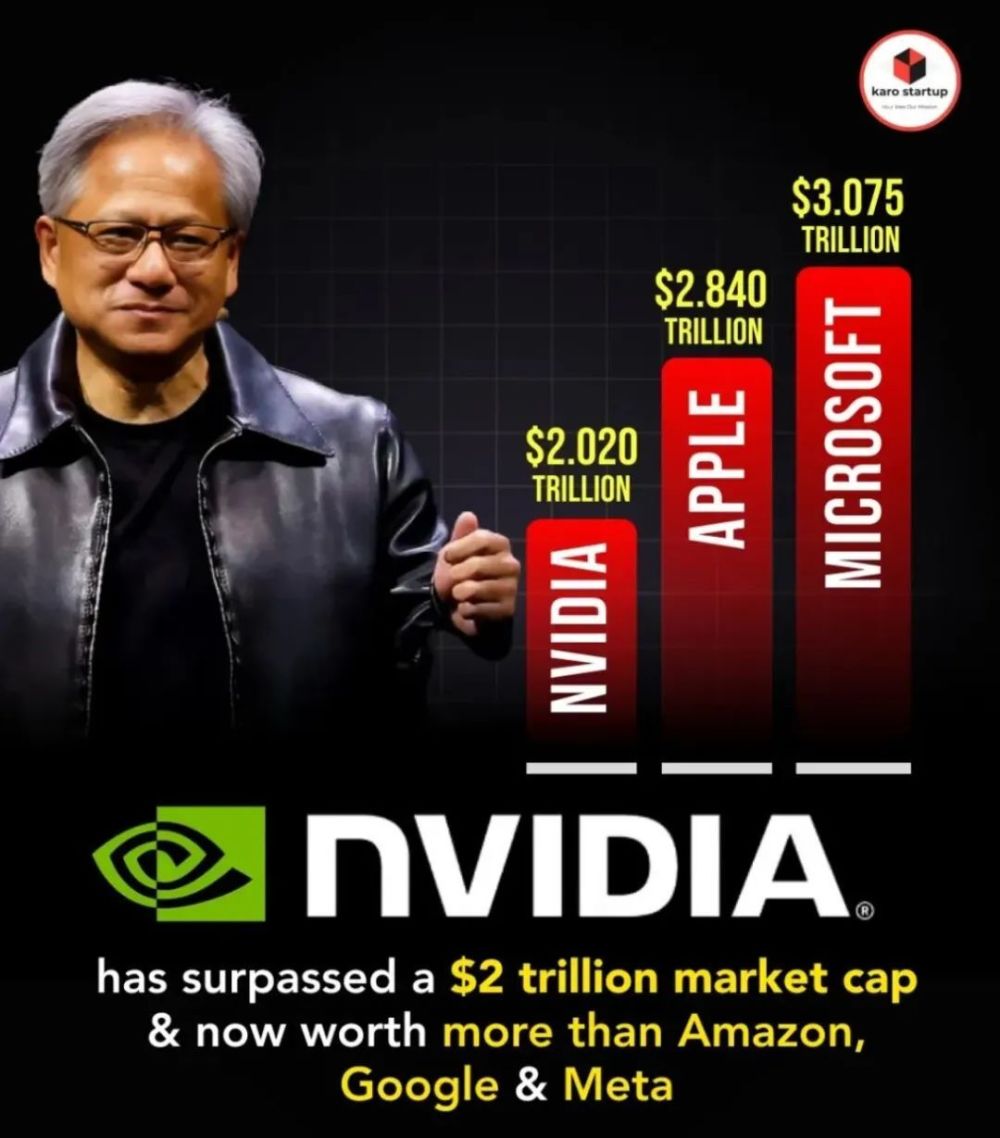 karo startup
Your Idea Our Mission
$3.075
TRILLION
$2.840
TRILLION
$2.020
TRILLION
NVIDIA
APPLE
MICROSOFT
NVIDIA
®
has surpassed a $2 trillion market cap
& now worth more than Amazon,
Google & Meta